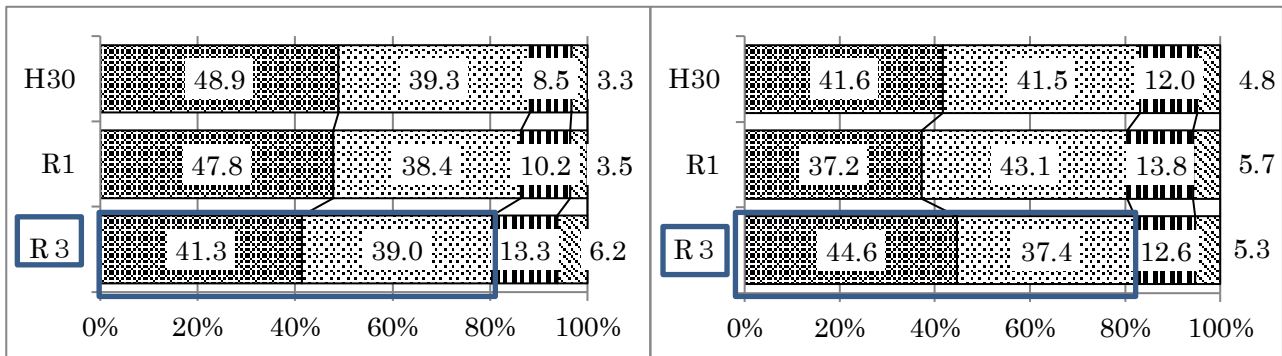 H30 48.9 39.3 8.5 3.3
R1 47.8 38.4 10.2 3.5
R３ 41.3 39.0 13.3 6.2
0% 20% 40% 60% 80% 100%
H30 41.6 41.5 12.0 4.8
R1 37.2 43.1 13.8 5.7
R３ 44.6 37.4 12.6 5.3
0% 20% 40% 60% 80% 100%